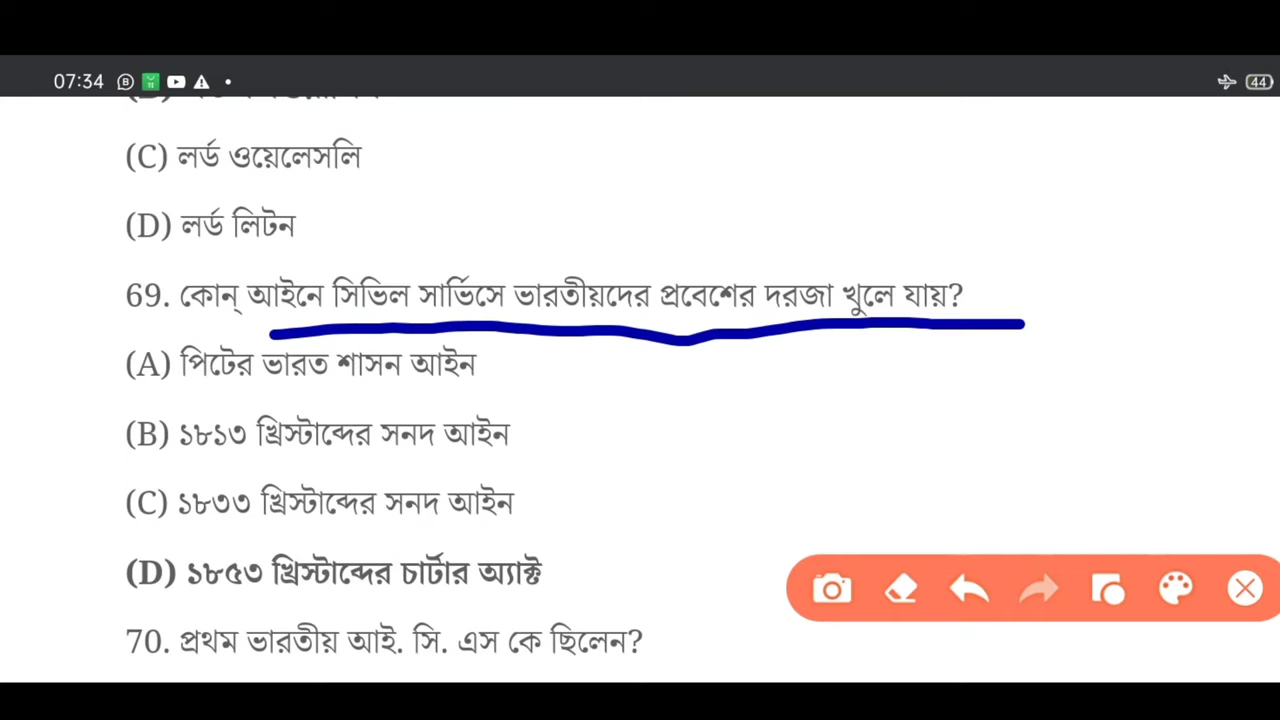 07:34
44
(C) লর্ড ওয়েলেসলি
(D) লর্ড লিটন
69. কোন্ আইনে সিভিল সার্ভিসে ভারতীয়দের প্রবেশের দরজা খুলে যায়?
(A) পিটের ভারত শাসন আইন
(B) ১৮১৩ খ্রিস্টাব্দের সনদ আইন
(C) ১৮৩৩ খ্রিস্টাব্দের সনদ আইন
(D) ১৮৫৩ খ্রিস্টাব্দের চার্টার অ্যাক্ট
70. প্রথম ভারতীয় আই. সি. এস কে ছিলেন?